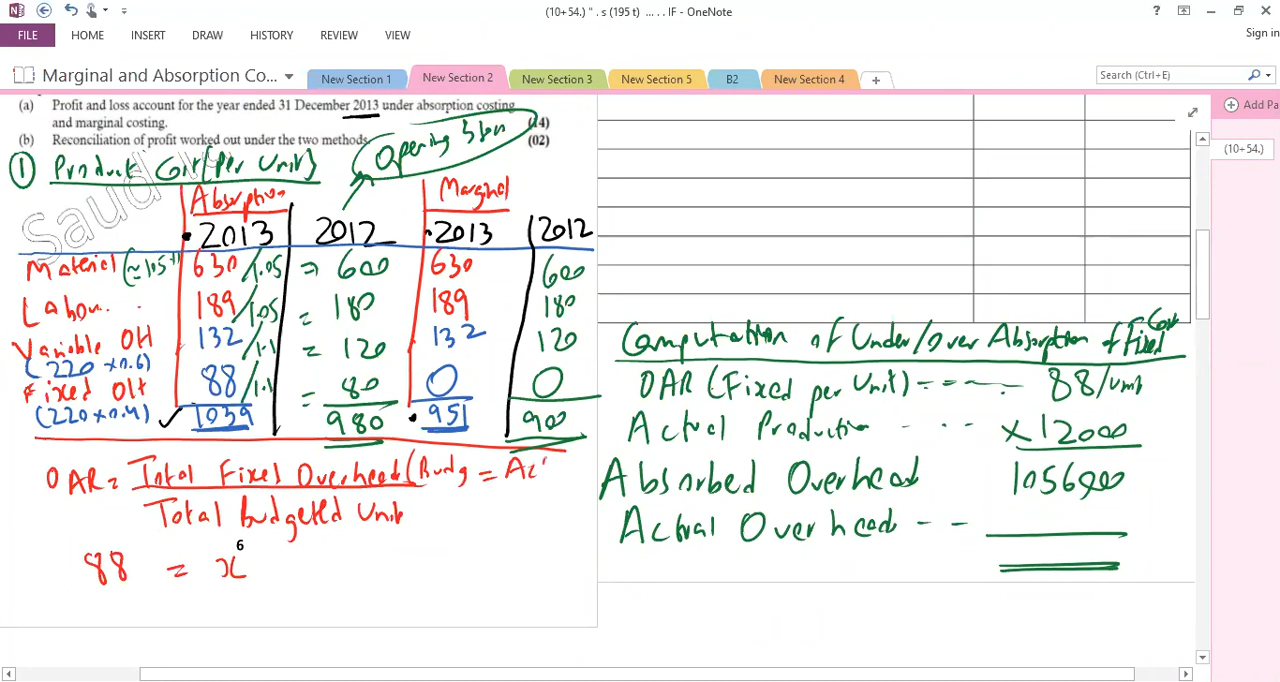 (10+54.) " . s (195 t) ... . . IF - OneNote
Sign in
FILE HOME INSERT DRAW HISTORY REVIEW VIEW
Marginal and Absorption Co...
New Section 1 New Section 2 New Section 3 New Section 5 B2 New Section 4
Search (Ctrl+E)
Add Pa
(10+54.)
(a) Profit and loss account for the year ended 31 December 2013 under absorption costing
and marginal costing. (14)
(b) Reconciliation of profit worked out under the two methods. (02)
Opening
① Product Cost (Per Unit)
Absorption Marginal
2013 2012 2013 2012
Material 630/1.05 = 600 630 600
Labou.. 189/1.05 = 180 189 180
Variable OH 132/1.1 = 120 132 120
(220 x 0.6)
Fixed OH 88/1.1 = 80 0 0
(220 x 0.4) 1039 980 951 900
OAR = Total Fixed Overhead (Budg = Ac'
Total Budgeted Unit
88 = x
6
Computation of Under/Over Absorption of Fixed
OAR (Fixed per Unit) 88/unit
Actual Production x 12000
Absorbed Overhead 1056000
Actual Overhead
Saud